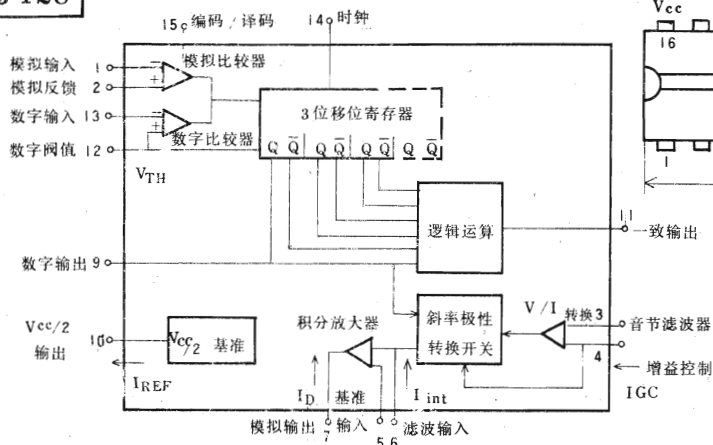 15 编码/译码 14 时钟 Vcc
16
模拟输入 1 模拟比较器
模拟反馈 2
数字输入 13 3位移位寄存器
数字阀值 12 数字比较器 Q Q̄ Q Q̄ Q Q̄ Q Q̄
V_TH
1
逻辑运算 11 一致输出
数字输出 9
V/I 转换 3 音节滤波器
Vcc/2 输出 10 Vcc/2 基准 积分放大器 斜率极性转换开关 4 增益控制
I_REF I_D 基准 I_int IGC
模拟输出 7 输入 5 6 滤波输入